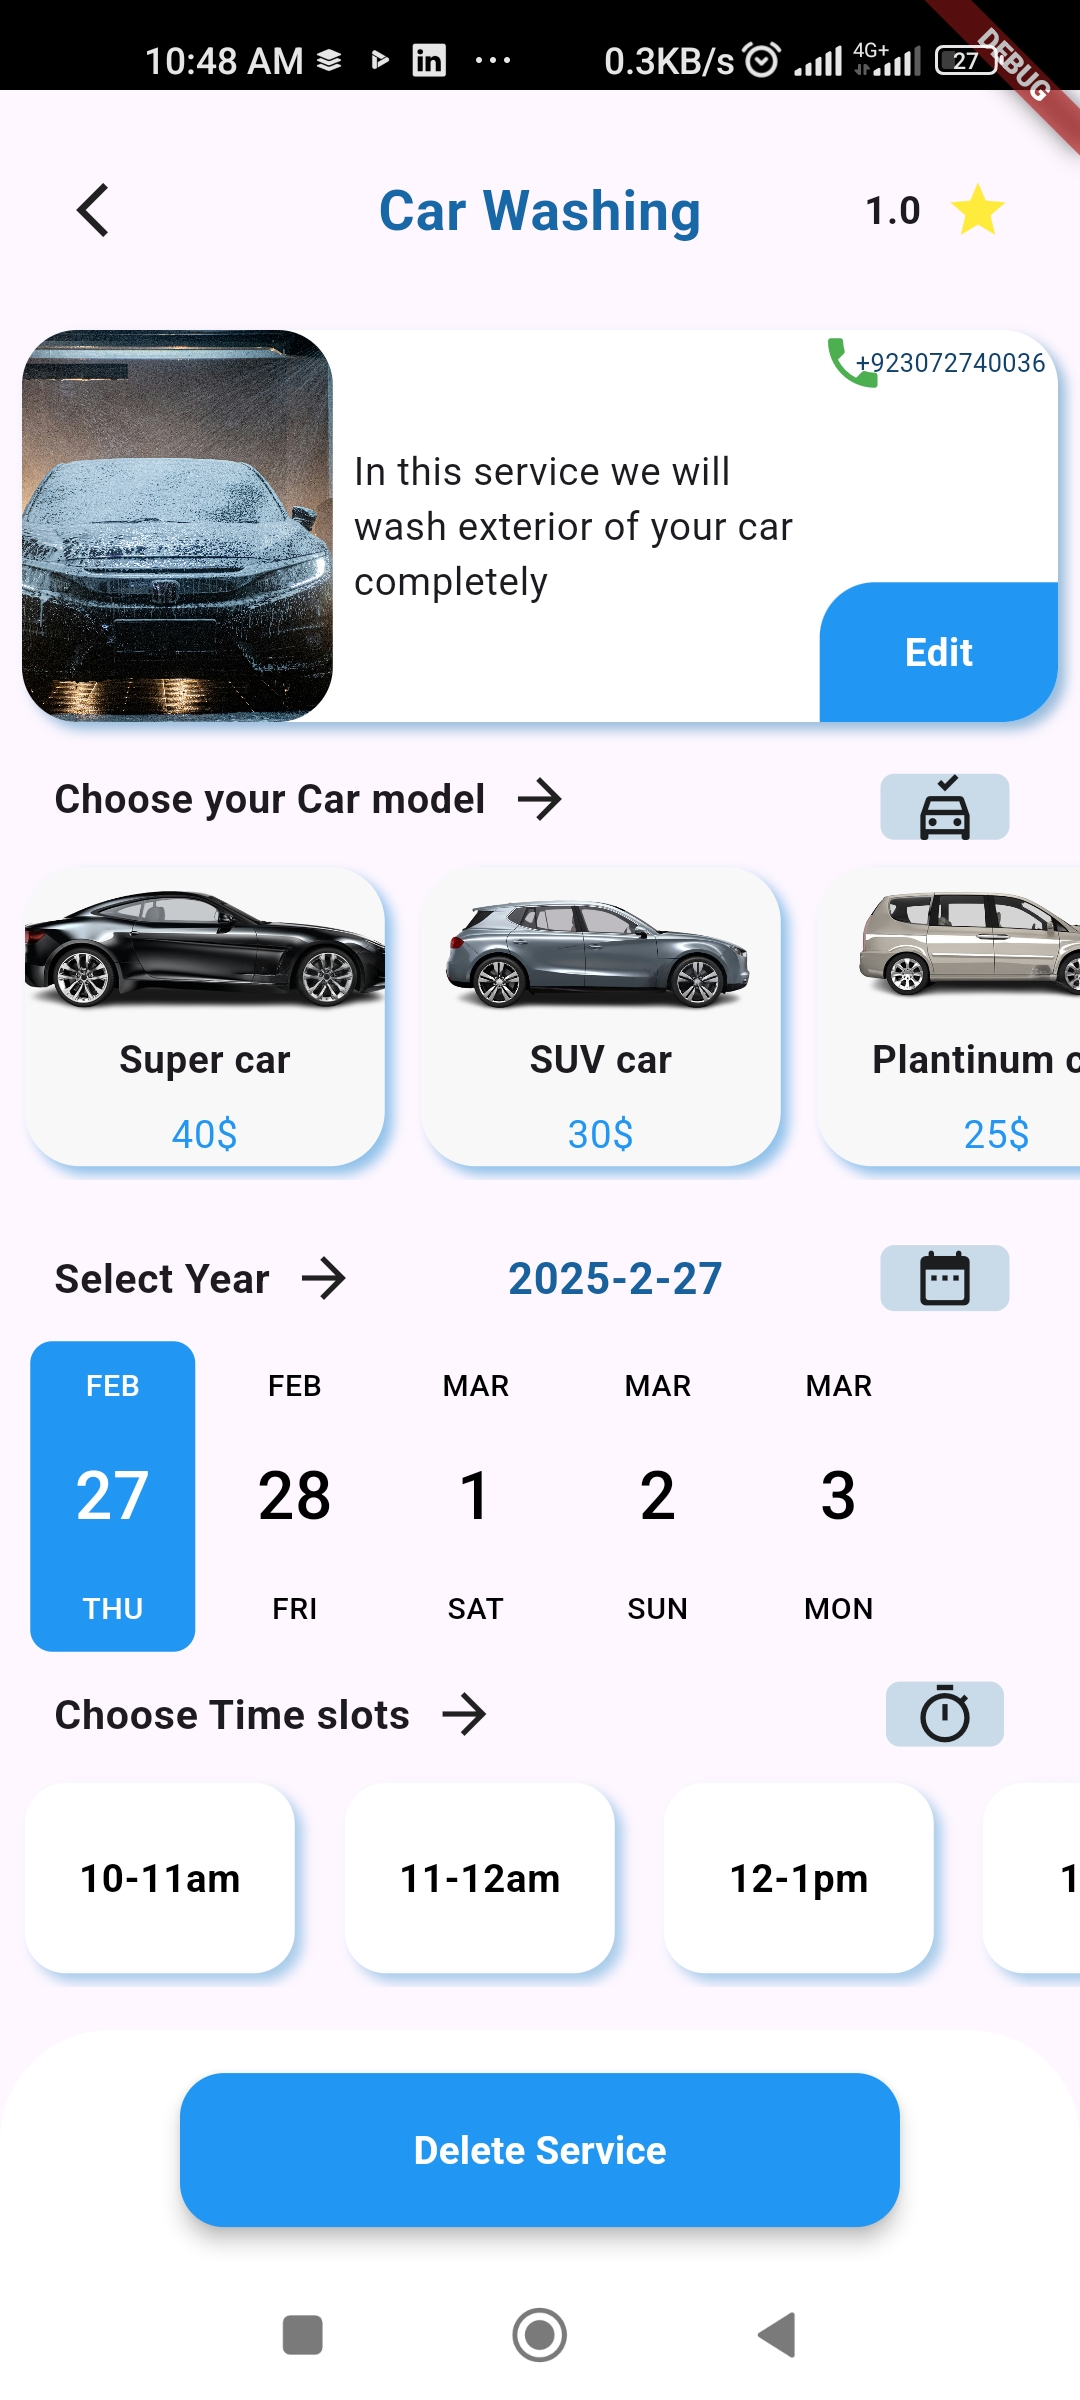 10:48 AM
0.3KB/s
4G+
27
DEBUG
Car Washing
1.0
+923072740036
In this service we will
wash exterior of your car
completely
Edit
Choose your Car model
Super car
SUV car
Plantinum c
40$
30$
25$
Select Year
2025-2-27
FEB FEB MAR MAR MAR
27 28 1 2 3
THU FRI SAT SUN MON
Choose Time slots
10-11am
11-12am
12-1pm
1
Delete Service